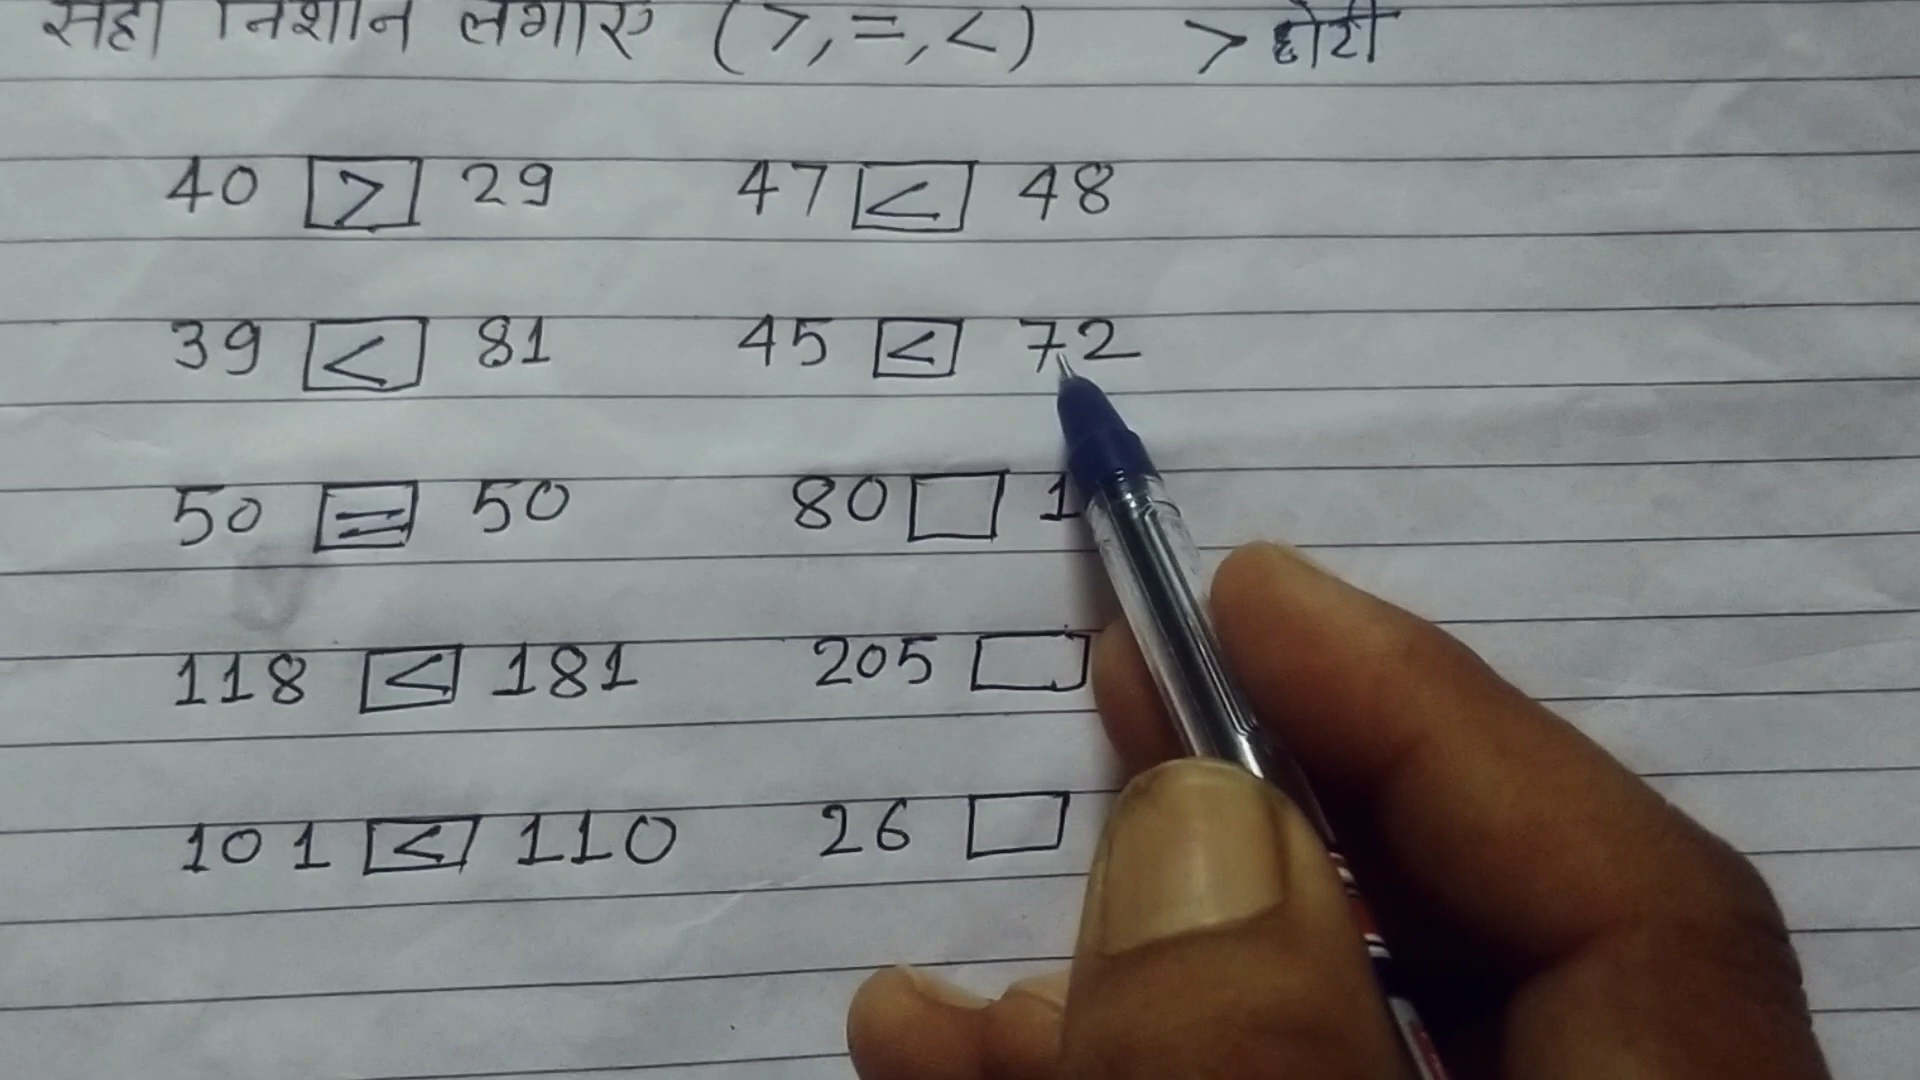 सही निशान लगाए (>, =, <) > छोटी
40 > 29 47 < 48
39 < 81 45 < 72
50 = 50 80 1
118 < 181 205
101 < 110 26